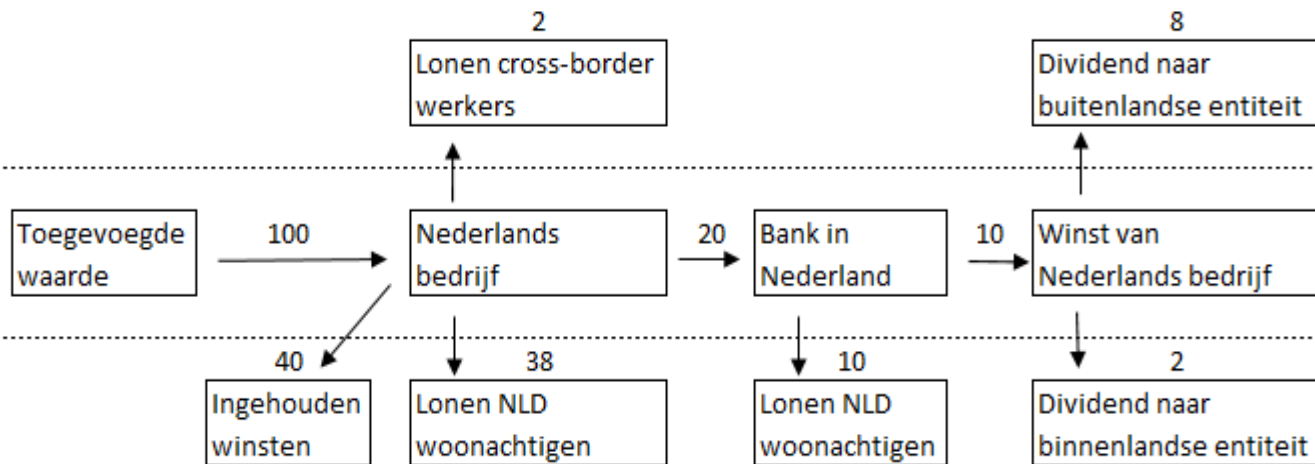 2
Lonen cross-border
werkers
8
Dividend naar
buitenlandse entiteit
Toegevoegde
waarde
100
Nederlands
bedrijf
20
Bank in
Nederland
10
Winst van
Nederlands bedrijf
40
Ingehouden
winsten
38
Lonen NLD
woonachtigen
10
Lonen NLD
woonachtigen
2
Dividend naar
binnenlandse entiteit